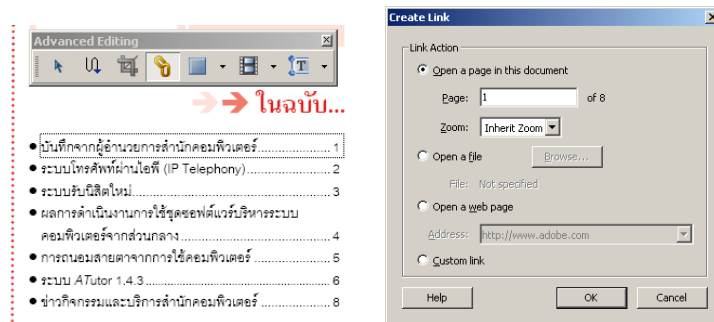 Advanced Editing
ในฉบับ...
● บันทึกจากผู้อำนวยการสำนักคอมพิวเตอร์.................... 1
● ระบบโทรศัพท์ผ่านไอพี (IP Telephony)....................... 2
● ระบบรับนิสิตใหม่....................................................... 3
● ผลการดำเนินงานการใช้ชุดซอฟต์แวร์บริหารระบบ
คอมพิวเตอร์จากส่วนกลาง.......................................... 4
● การถนอมสายตาจากการใช้คอมพิวเตอร์ ..................... 5
● ระบบ ATutor 1.4.3.................................................... 6
● ข่าวกิจกรรมและบริการสำนักคอมพิวเตอร์ .................... 8
Create Link
Link Action
Open a page in this document
Page: 1 of 8
Zoom: Inherit Zoom
Open a file Browse...
File: Not specified
Open a web page
Address: http://www.adobe.com
Custom link
Help OK Cancel